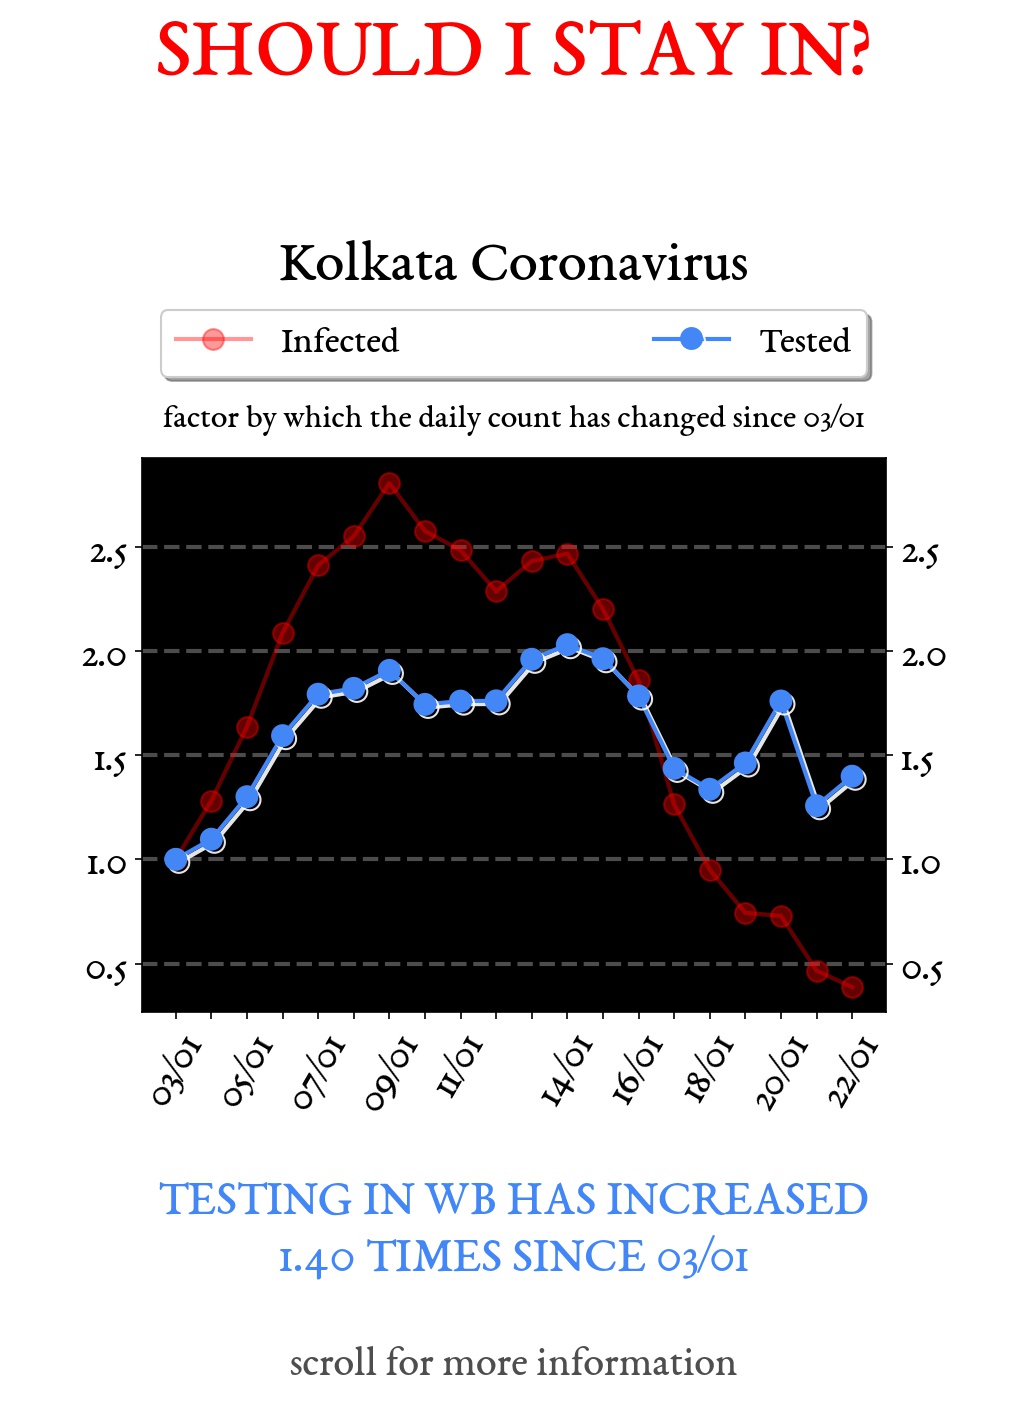 SHOULD I STAY IN?
Kolkata Coronavirus
Infected Tested
factor by which the daily count has changed since 03/01
2.5 2.5
2.0 2.0
1.5 1.5
1.0 1.0
0.5 0.5
03/01 05/01 07/01 09/01 11/01 14/01 16/01 18/01 20/01 22/01
TESTING IN WB HAS INCREASED
1.40 TIMES SINCE 03/01
scroll for more information